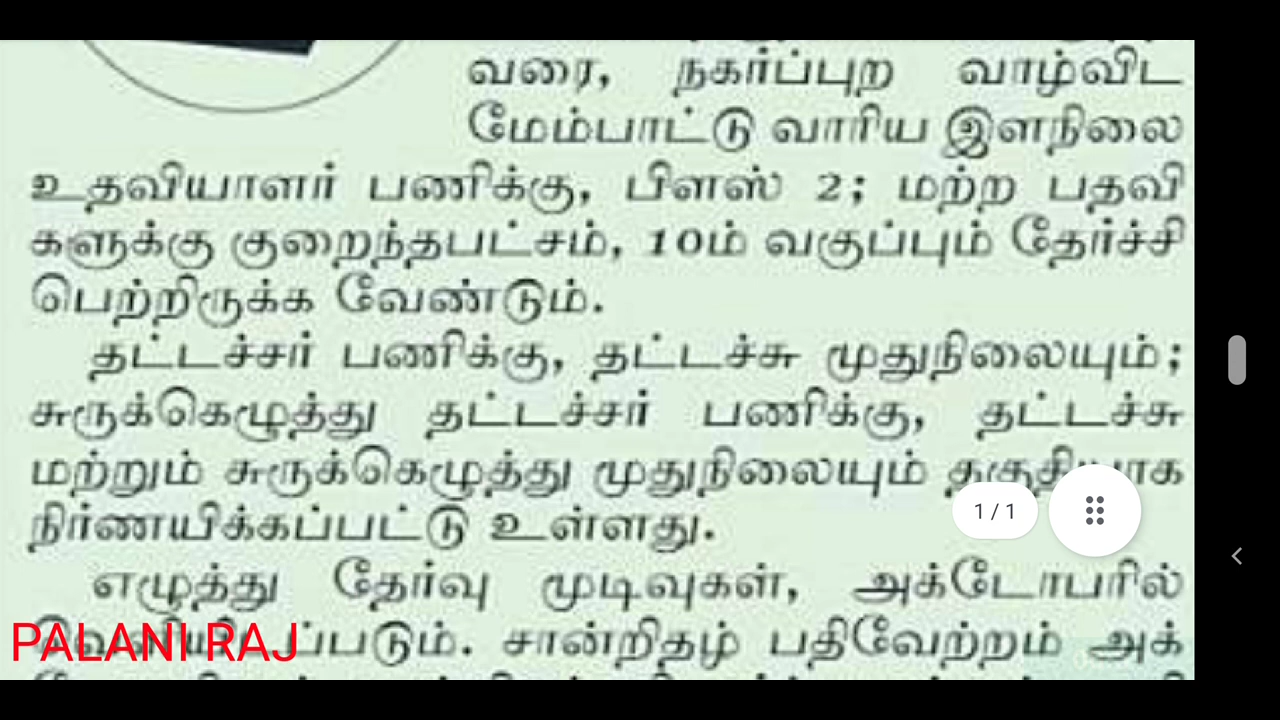 வரை, நகர்ப்புற வாழ்விட
மேம்பாட்டு வாரிய இளநிலை
உதவியாளர் பணிக்கு, பிளஸ் 2; மற்ற பதவி
களுக்கு குறைந்தபட்சம், 10ம் வகுப்பும் தேர்ச்சி
பெற்றிருக்க வேண்டும்.
தட்டச்சர் பணிக்கு, தட்டச்சு முதுநிலையும்;
சுருக்கெழுத்து தட்டச்சர் பணிக்கு, தட்டச்சு
மற்றும் சுருக்கெழுத்து முதுநிலையும் தகுதியாக
நிர்ணயிக்கப்பட்டு உள்ளது.
1 / 1
எழுத்து தேர்வு முடிவுகள், அக்டோபரில்
சான்றிதழ் பதிவேற்றம் அக்
PALANI RAJ